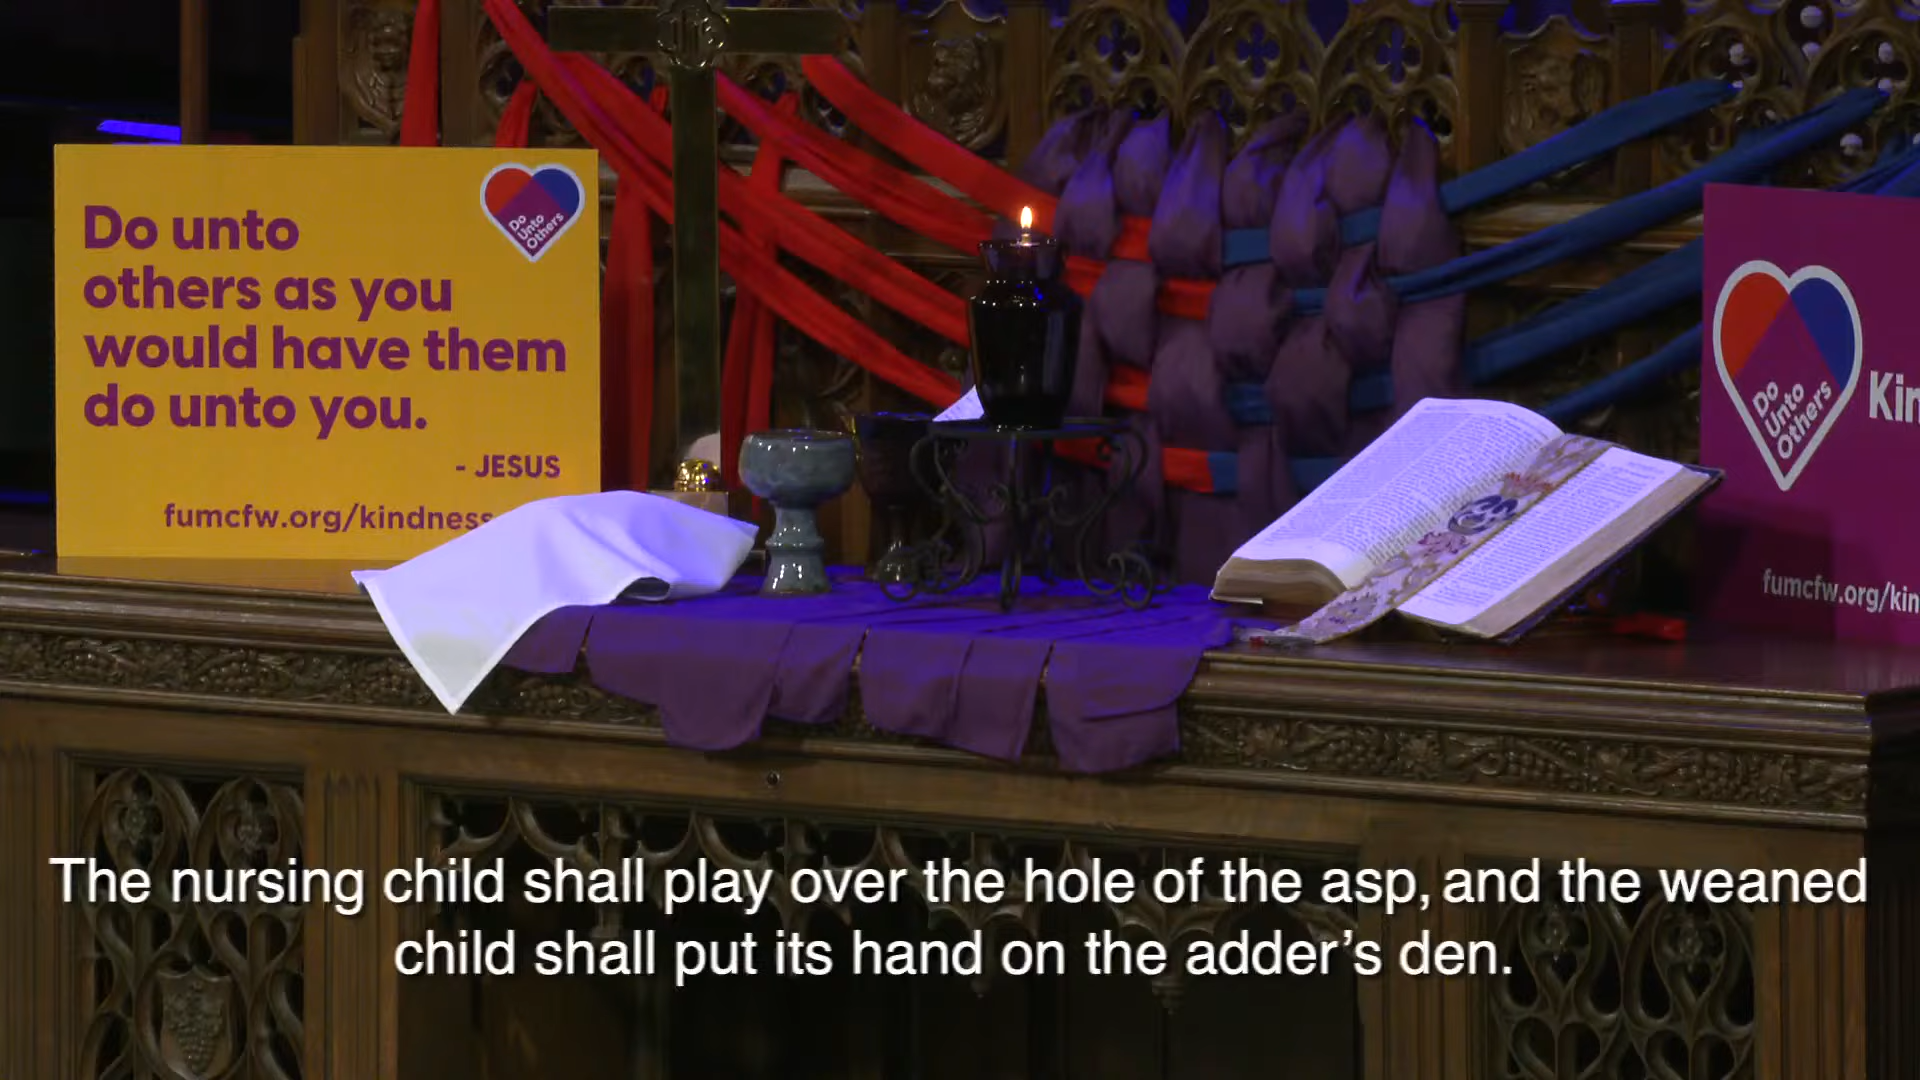 Do unto
others as you
would have them
do unto you.
- JESUS
fumcfw.org/kindness
Do
Unto
Others
Do
Unto
Others
Kin
fumcfw.org/kin
The nursing child shall play over the hole of the asp, and the weaned
child shall put its hand on the adder’s den.